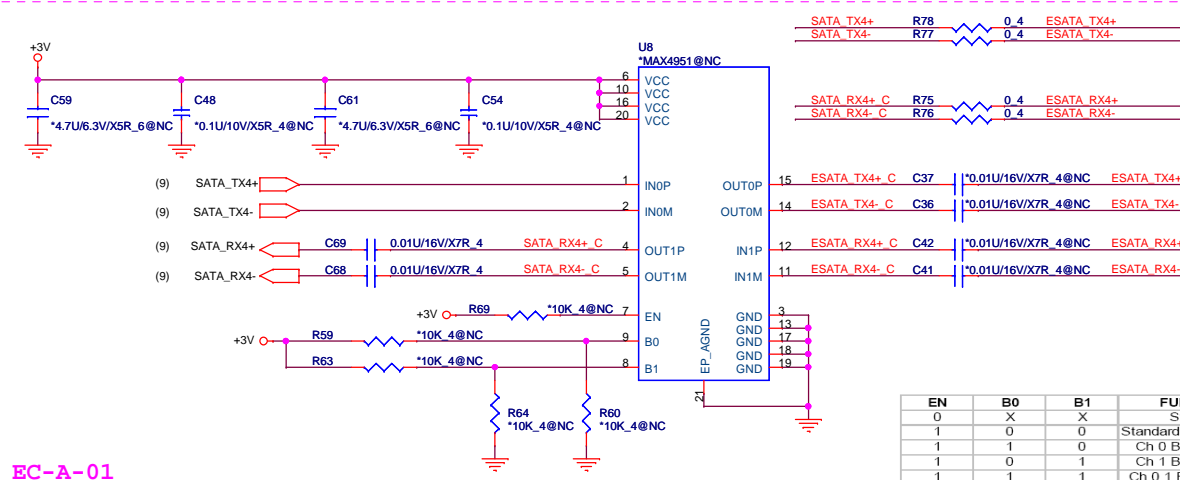 SATA_TX4+ R78 0_4 ESATA_TX4+
SATA_TX4- R77 0_4 ESATA_TX4-
+3V
U8
*MAX4951@NC
C59
*4.7U/6.3V/X5R_6@NC
C48
*0.1U/10V/X5R_4@NC
C61
*4.7U/6.3V/X5R_6@NC
C54
*0.1U/10V/X5R_4@NC
6 VCC
10 VCC
16 VCC
20 VCC
SATA_RX4+_C R75 0_4 ESATA_RX4+
SATA_RX4-_C R76 0_4 ESATA_RX4-
(9) SATA_TX4+ 1 IN0P
OUT0P 15 ESATA_TX4+_C C37 *0.01U/16V/X7R_4@NC ESATA_TX4+
(9) SATA_TX4- 2 IN0M
OUT0M 14 ESATA_TX4-_C C36 *0.01U/16V/X7R_4@NC ESATA_TX4-
(9) SATA_RX4+ C69 0.01U/16V/X7R_4 SATA_RX4+_C 4 OUT1P
IN1P 12 ESATA_RX4+_C C42 *0.01U/16V/X7R_4@NC ESATA_RX4+
(9) SATA_RX4- C68 0.01U/16V/X7R_4 SATA_RX4-_C 5 OUT1M
IN1M 11 ESATA_RX4-_C C41 *0.01U/16V/X7R_4@NC ESATA_RX4-
+3V R69 *10K_4@NC 7 EN
+3V R59 *10K_4@NC 9 B0
R63 *10K_4@NC 8 B1
GND 3
GND 13
GND 17
GND 18
GND 19
EP_AGND 21
R64
*10K_4@NC
R60
*10K_4@NC
EN B0 B1 FU
0 X X S
1 0 0 Standard
1 1 0 Ch 0 B
1 0 1 Ch 1 B
1 1 1 Ch 0 1
EC-A-01